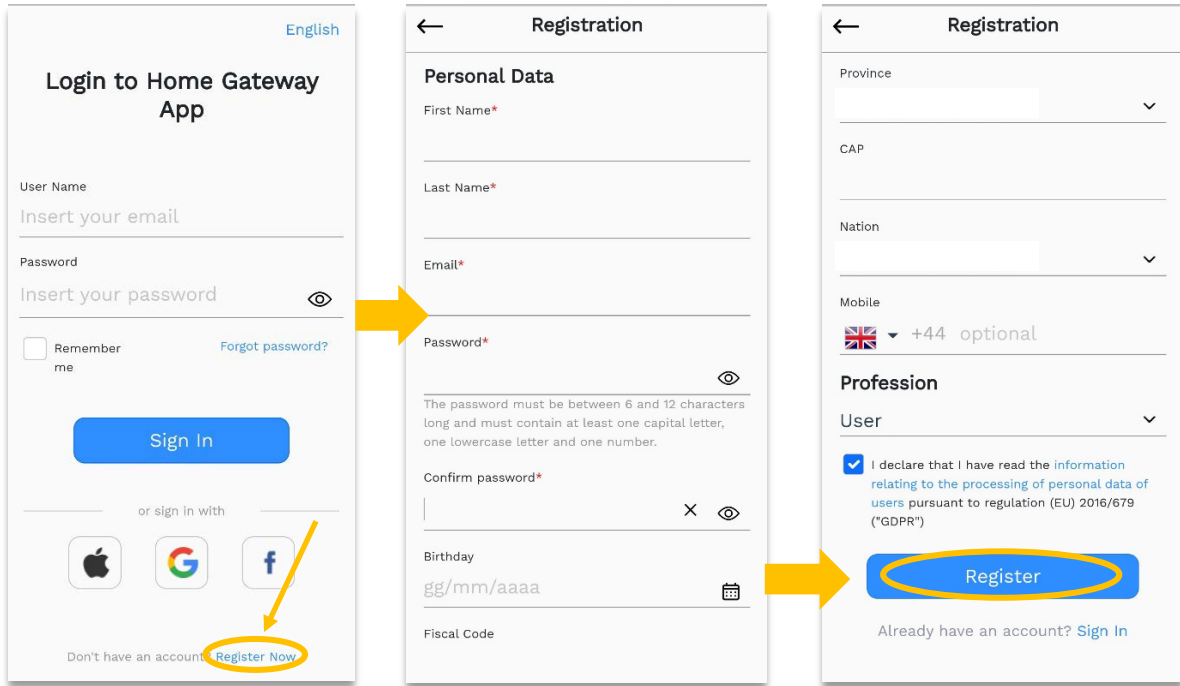 English
Login to Home Gateway
App
User Name
Insert your email
Password
Insert your password
Remember
me
Forgot password?
Sign In
or sign in with
Don't have an account? Register Now
Registration
Personal Data
First Name*
Last Name*
Email*
Password*
The password must be between 6 and 12 characters
long and must contain at least one capital letter,
one lowercase letter and one number.
Confirm password*
Birthday
gg/mm/aaaa
Fiscal Code
Registration
Province
CAP
Nation
Mobile
+44 optional
Profession
User
I declare that I have read the information
relating to the processing of personal data of
users pursuant to regulation (EU) 2016/679
("GDPR")
Register
Already have an account? Sign In